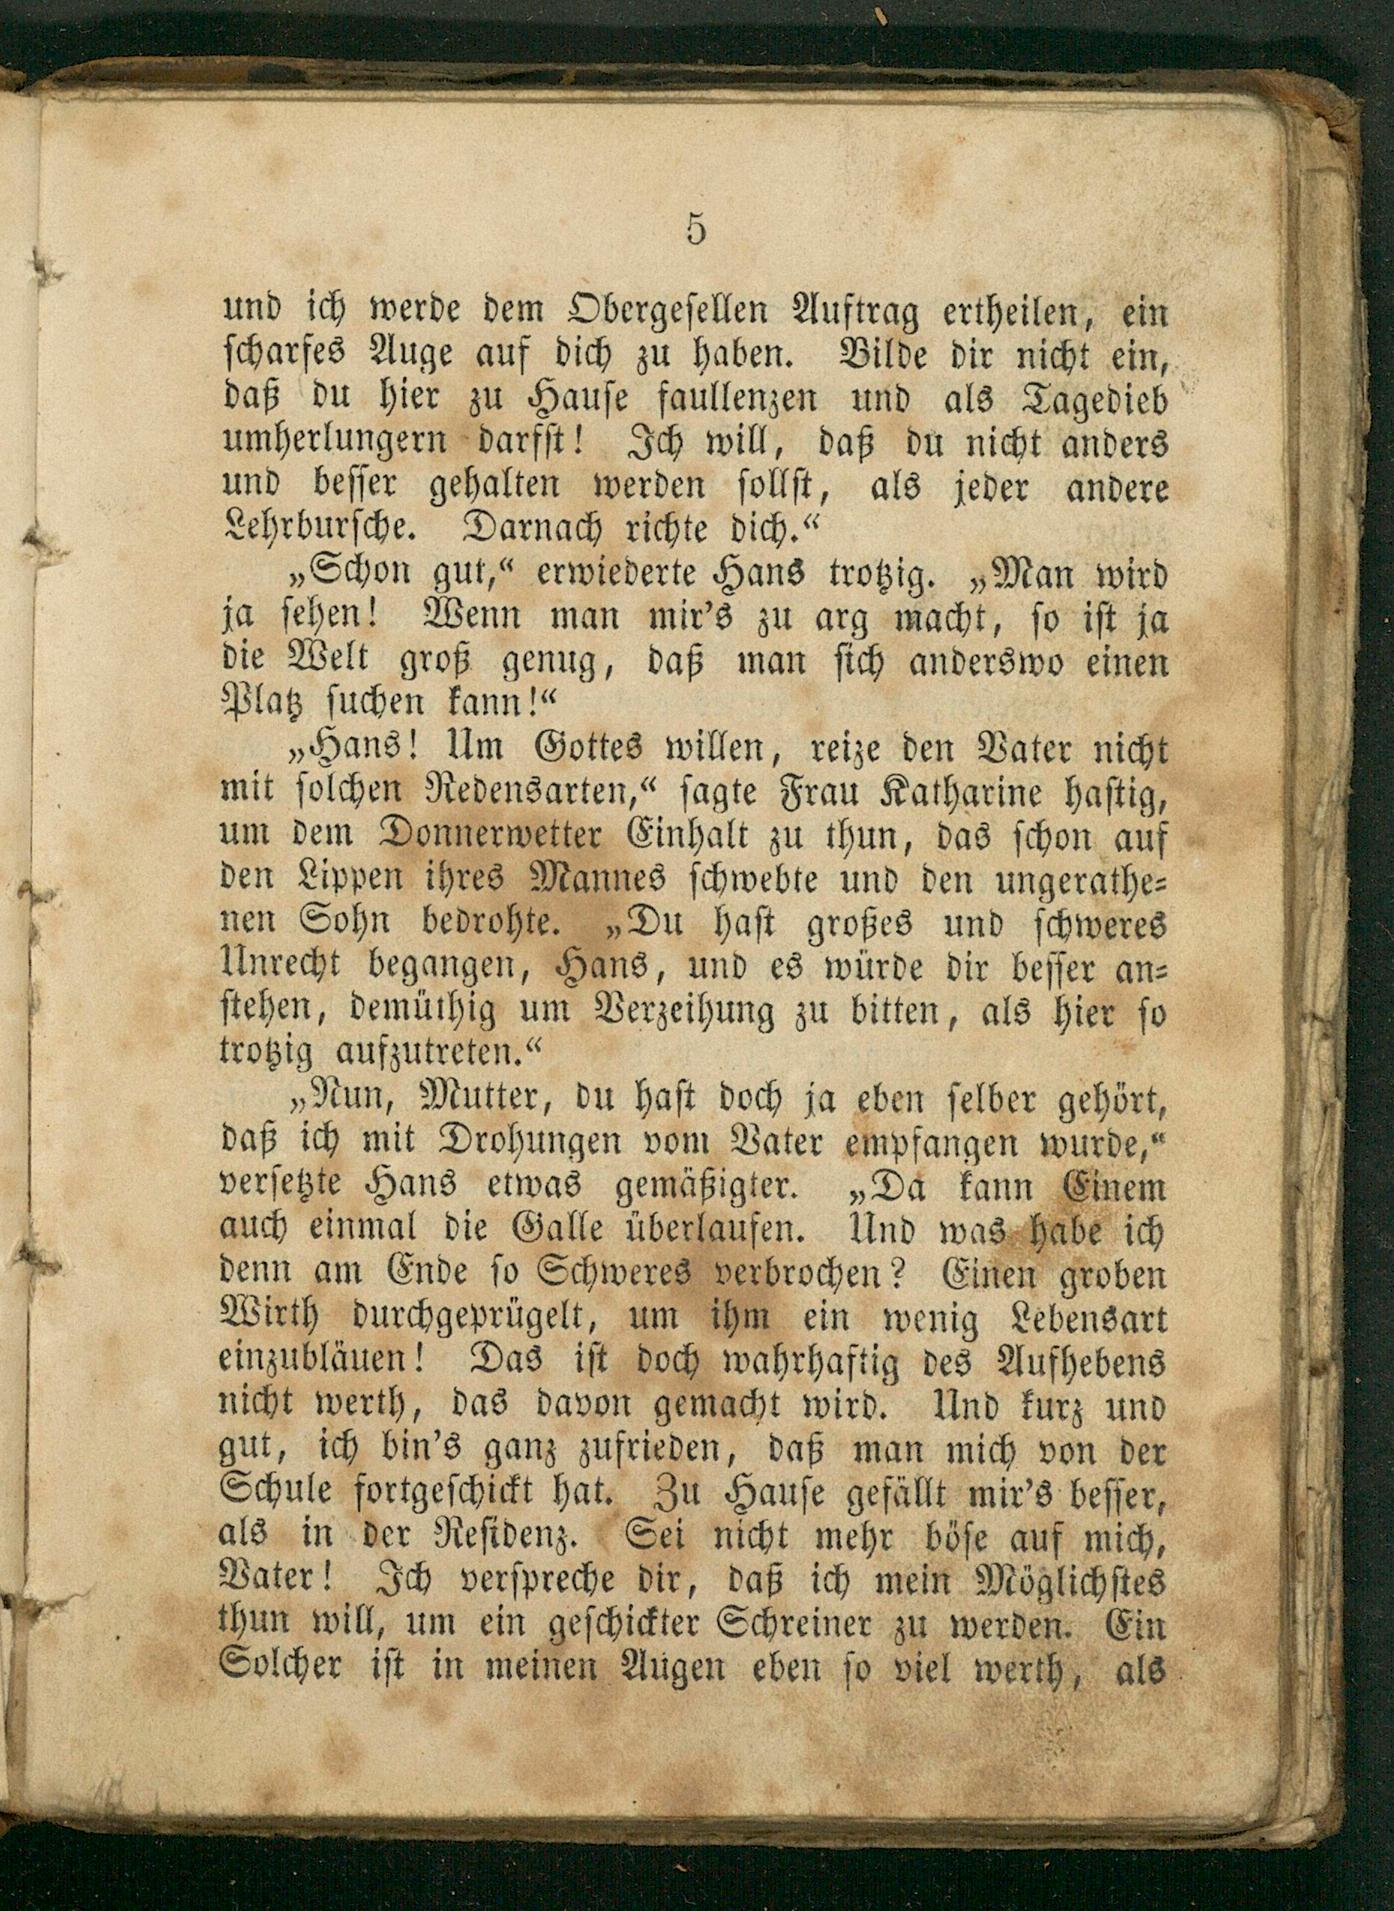 5
und ich werde dem Obergesellen Auftrag ertheilen, ein
scharfes Auge auf dich zu haben. Bilde dir nicht ein,
daß du hier zu Hause faullenzen und als Tagedieb
umherlungern darfst! Ich will, daß du nicht anders
und besser gehalten werden sollst, als jeder andere
Lehrbursche. Darnach richte dich.“
„Schon gut,“ erwiederte Hans trotzig. „Man wird
ja sehen! Wenn man mir's zu arg macht, so ist ja
die Welt groß genug, daß man sich anderswo einen
Platz suchen kann!“
„Hans! Um Gottes willen, reize den Vater nicht
mit solchen Redensarten,“ sagte Frau Katharine hastig,
um dem Donnerwetter Einhalt zu thun, das schon auf
den Lippen ihres Mannes schwebte und den ungerathe-
nen Sohn bedrohte. „Du hast großes und schweres
Unrecht begangen, Hans, und es würde dir besser an-
stehen, demüthig um Verzeihung zu bitten, als hier so
trotzig aufzutreten.“
„Nun, Mutter, du hast doch ja eben selber gehört,
daß ich mit Drohungen vom Vater empfangen wurde,“
versetzte Hans etwas gemäßigter. „Da kann Einem
auch einmal die Galle überlaufen. Und was habe ich
denn am Ende so Schweres verbrochen? Einen groben
Wirth durchgeprügelt, um ihm ein wenig Lebensart
einzubläuen! Das ist doch wahrhaftig des Aufhebens
nicht werth, das davon gemacht wird. Und kurz und
gut, ich bin's ganz zufrieden, daß man mich von der
Schule fortgeschickt hat. Zu Hause gefällt mir's besser,
als in der Residenz. Sei nicht mehr böse auf mich,
Vater! Ich verspreche dir, daß ich mein Möglichstes
thun will, um ein geschickter Schreiner zu werden. Ein
Solcher ist in meinen Augen eben so viel werth, als